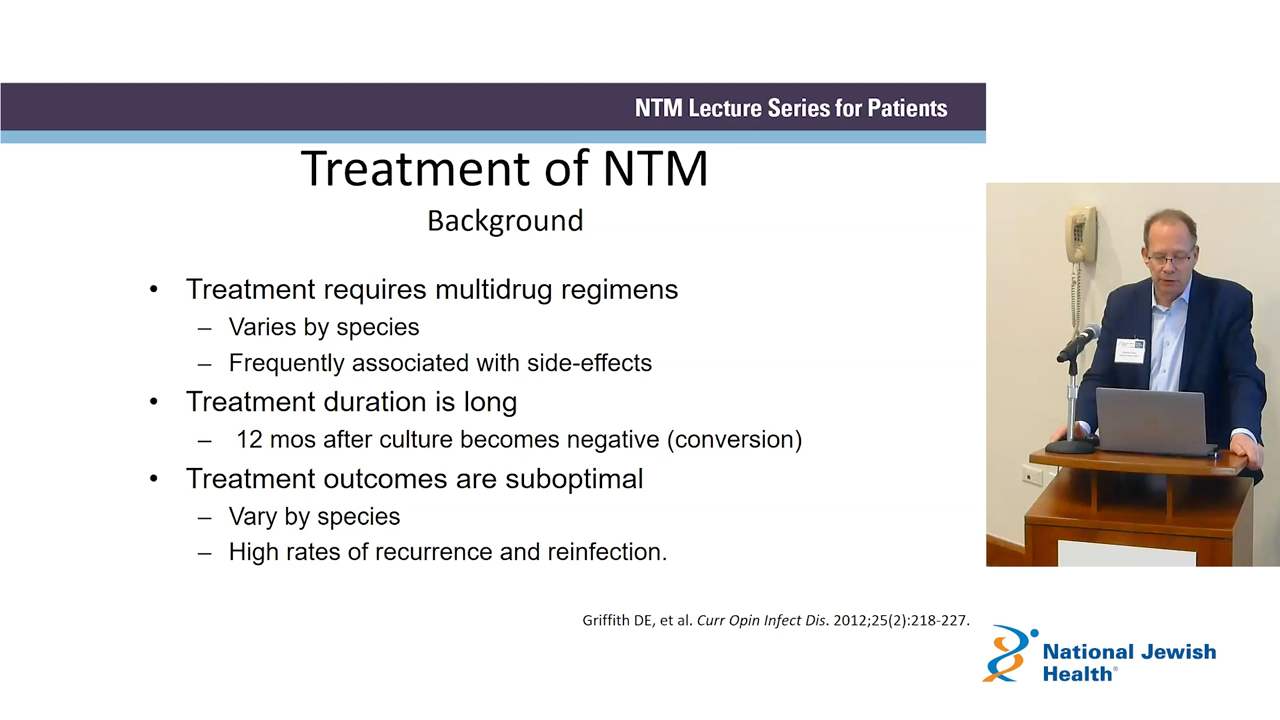 NTM Lecture Series for Patients
Treatment of NTM
Background
• Treatment requires multidrug regimens
– Varies by species
– Frequently associated with side-effects
• Treatment duration is long
– 12 mos after culture becomes negative (conversion)
• Treatment outcomes are suboptimal
– Vary by species
– High rates of recurrence and reinfection.
Griffith DE, et al. Curr Opin Infect Dis. 2012;25(2):218-227.
National Jewish
Health®